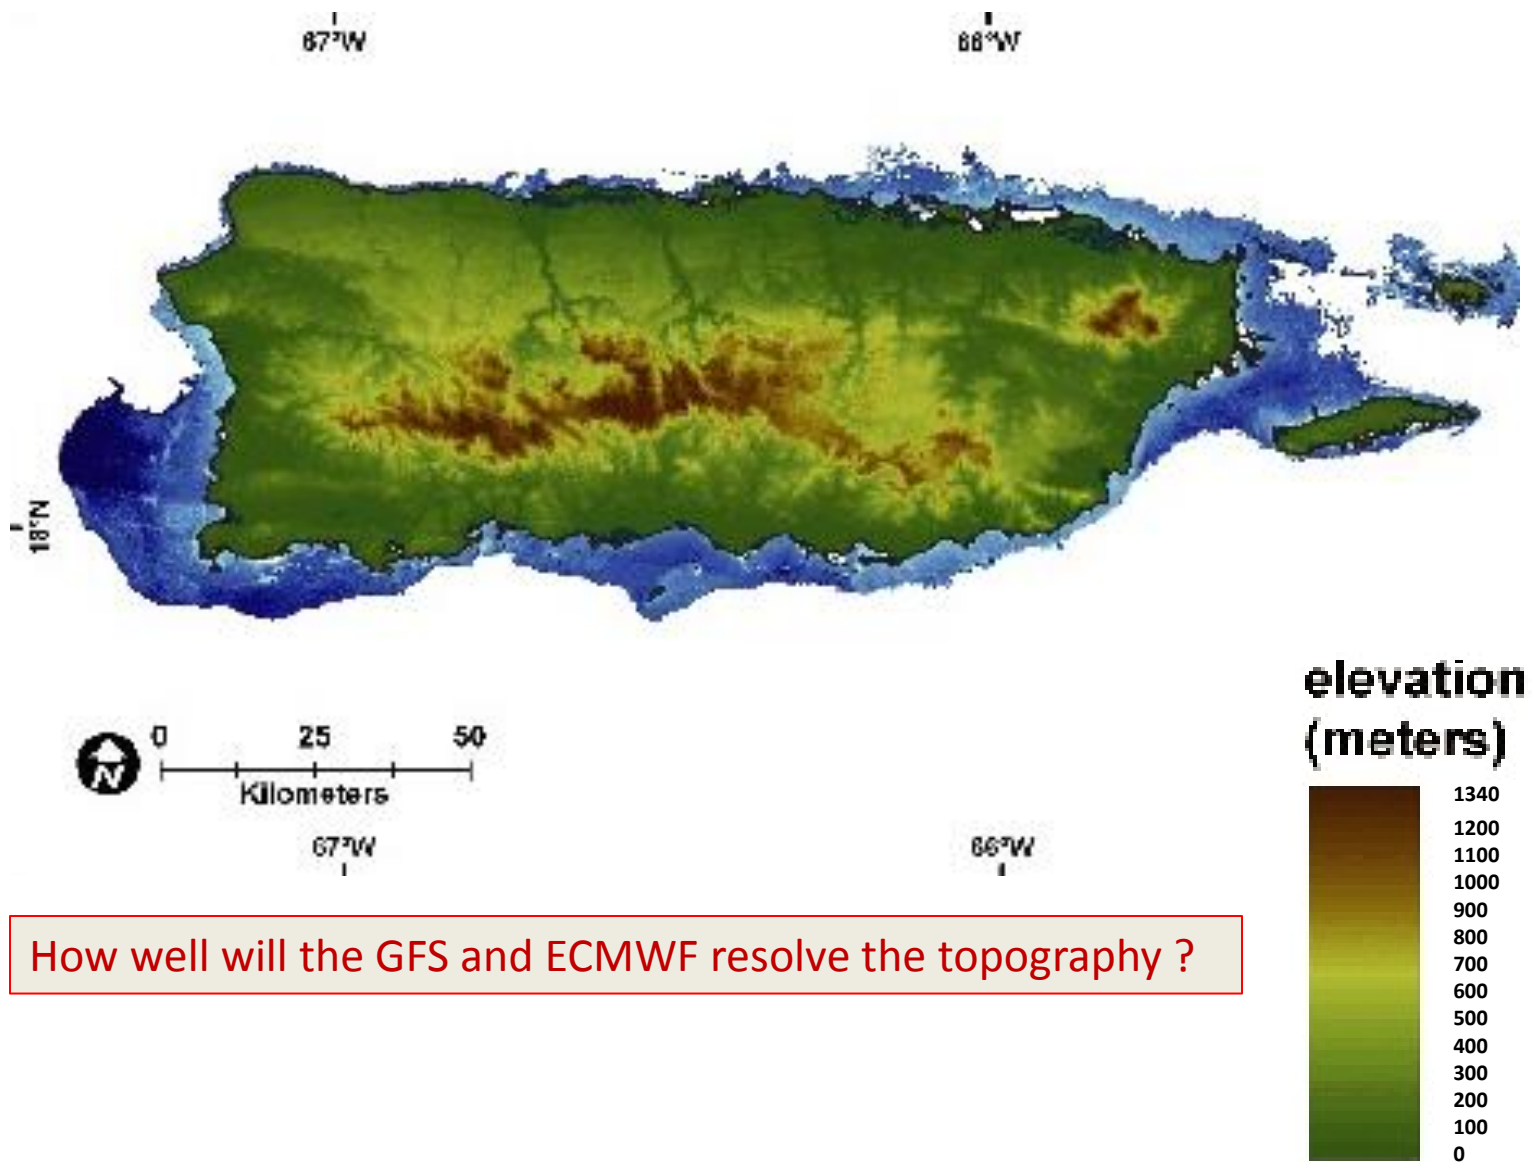 67°W
66°W
18°N
0 25 50
Kilometers
N
67°W
66°W
elevation
(meters)
1340
1200
1100
1000
900
800
700
600
500
400
300
200
100
0
How well will the GFS and ECMWF resolve the topography ?